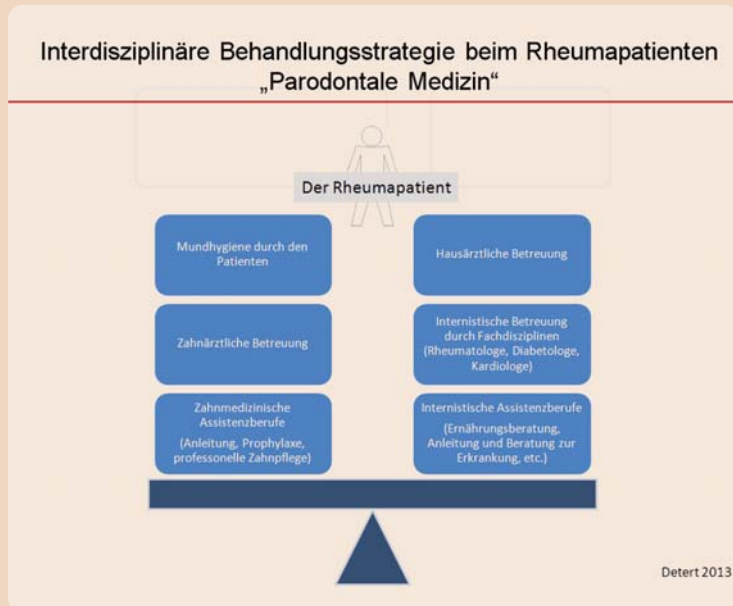 Interdisziplinäre Behandlungsstrategie beim Rheumapatienten
„Parodontale Medizin“
Der Rheumapatient
Mundhygiene durch den
Patienten
Hausärztliche Betreuung
Zahnärztliche Betreuung
Internistische Betreuung
durch Fachdisziplinen
(Rheumatologe, Diabetologe,
Kardiologe)
Zahnmedizinische
Assistenzberufe
(Anleitung, Prophylaxe,
professionelle Zahnpflege)
Internistische Assistenzberufe
(Ernährungsberatung,
Anleitung und Beratung zur
Erkrankung, etc.)
Detert 2013